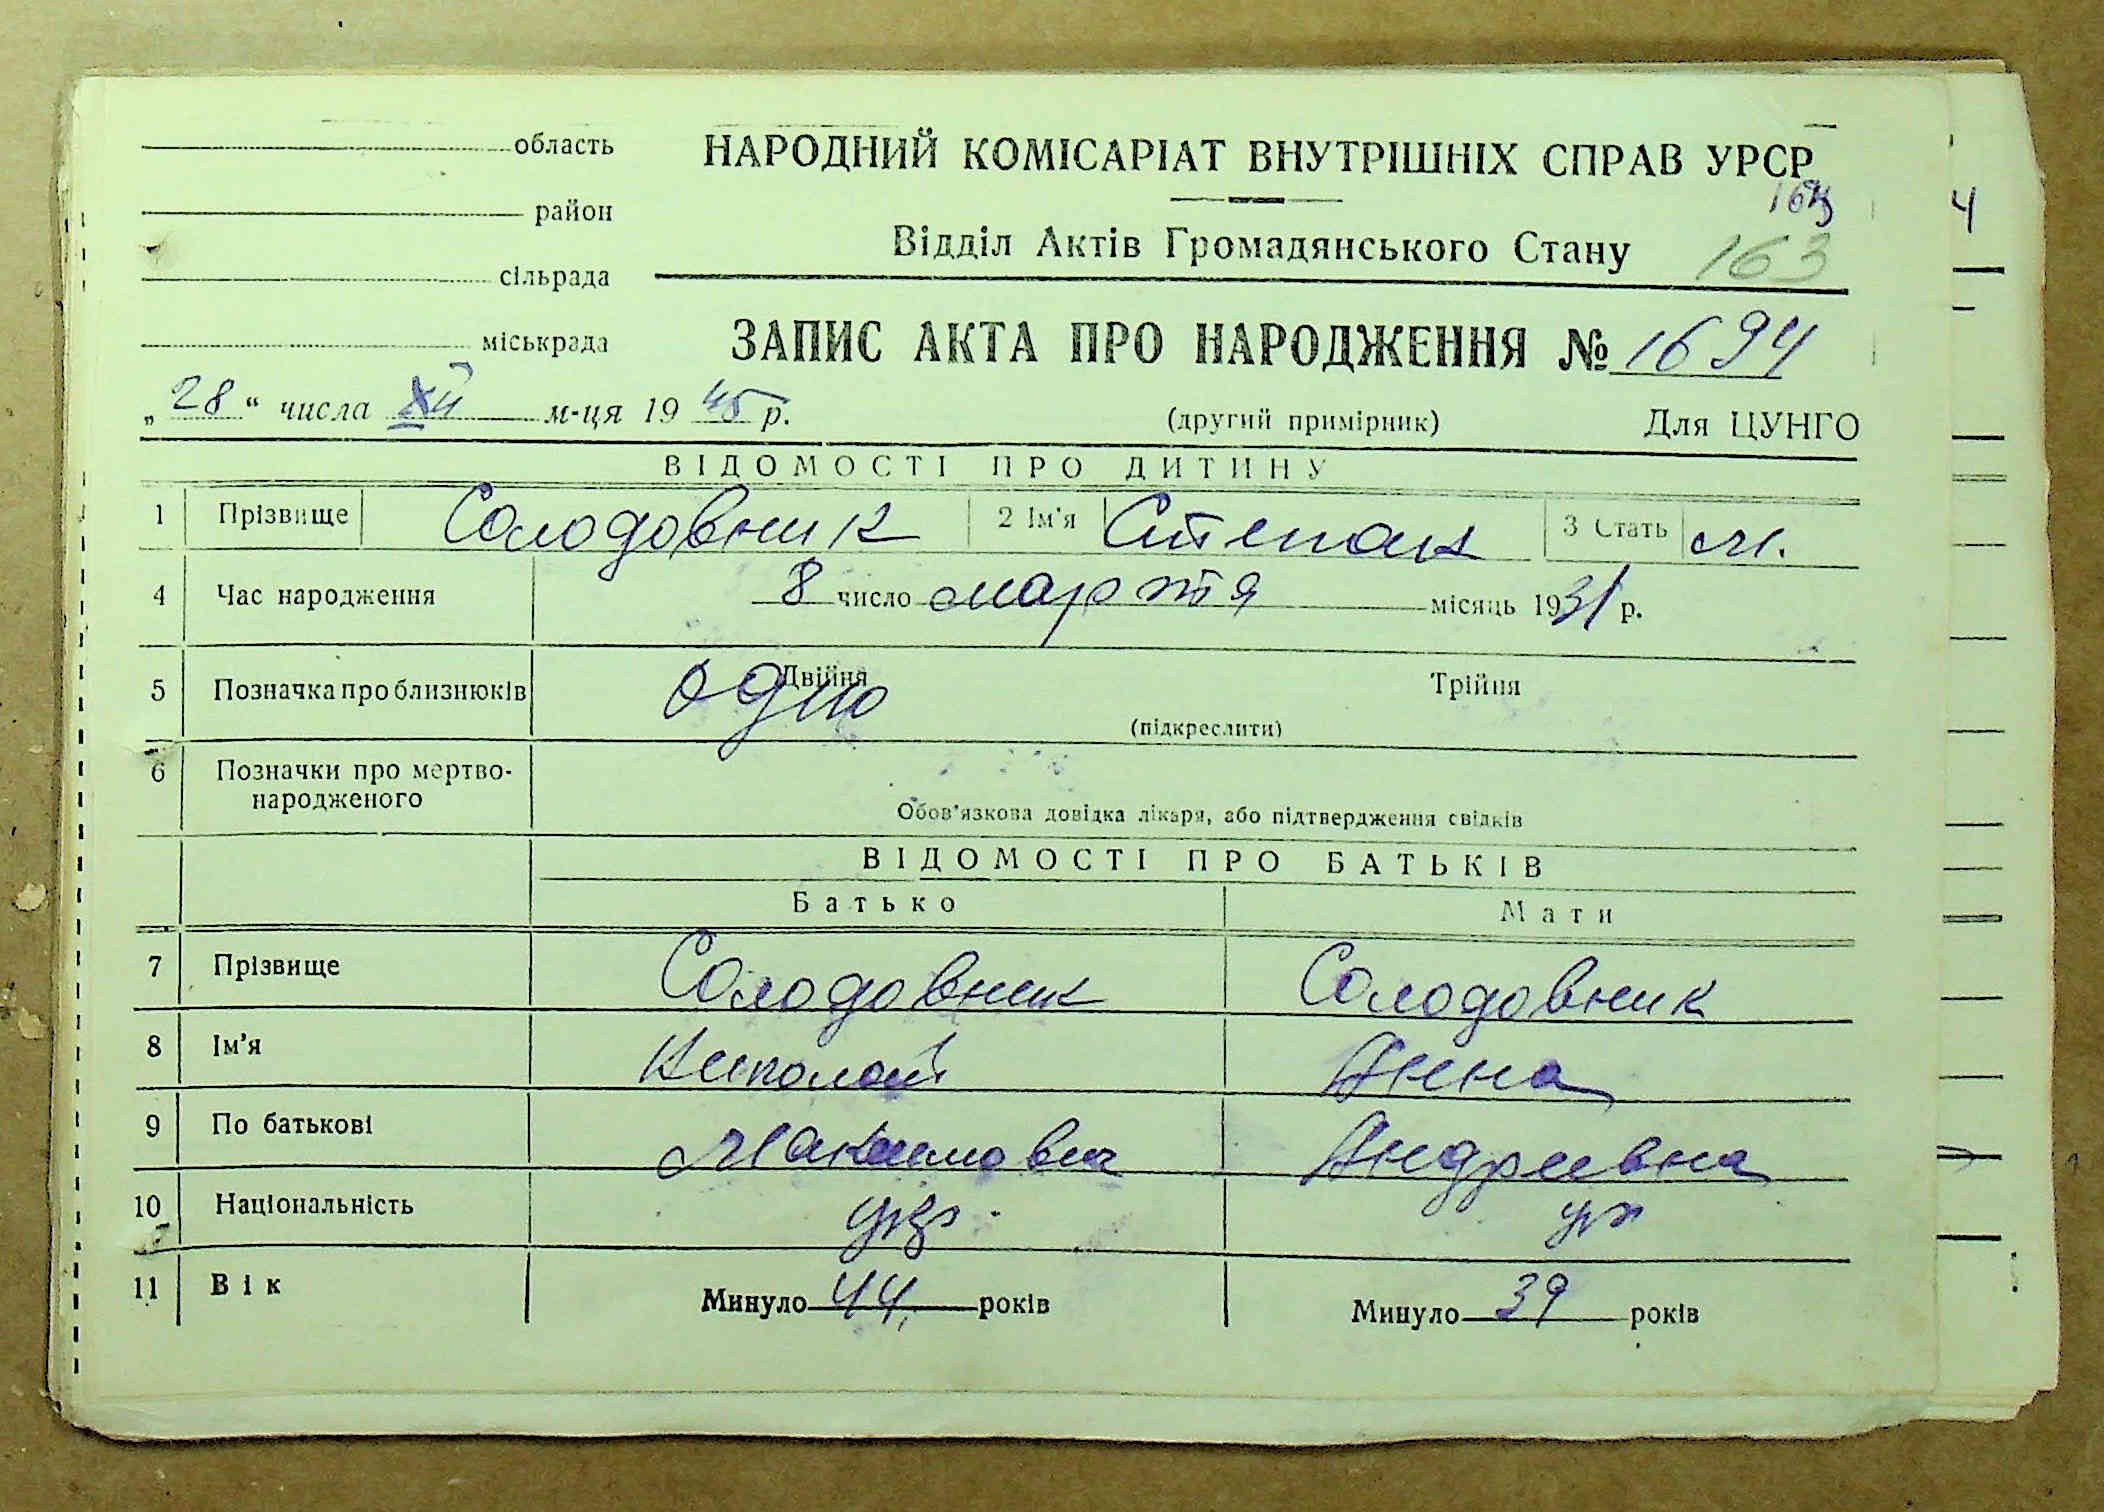 область
НАРОДНИЙ КОМІСАРІАТ ВНУТРІШНІХ СПРАВ УРСР
район
Відділ Актів Громадянського Стану
163
сільрада
міськрада
ЗАПИС АКТА ПРО НАРОДЖЕННЯ № 1694
4
„28“ числа XII м-ця 1945 р. (другий примірник) Для ЦУНГО
ВІДОМОСТІ ПРО ДИТИНУ
1 Прізвище Солодовник 2 Ім'я Степан 3 Стать м.
4 Час народження 8 число марття місяць 1931 р.
5 Позначка про близнюків одно Двійня Трійня
(підкреслити)
6 Позначки про мертво-
народженого
Обов'язкова довідка лікаря, або підтвердження свідків
ВІДОМОСТІ ПРО БАТЬКІВ
Батько Мати
7 Прізвище Солодовник Солодовник
8 Ім'я Николай Анна
9 По батькові Андреевна
10 Національність укр. ук
11 Вік Минуло 44 років Минуло 39 років